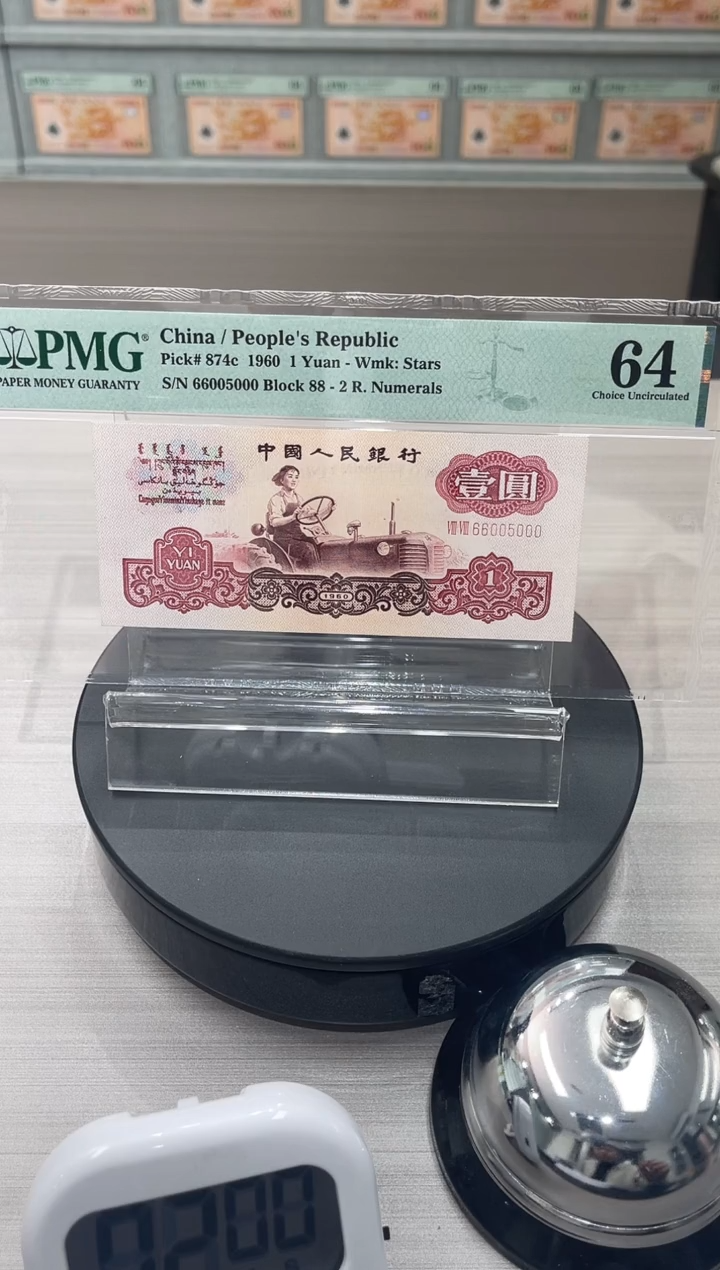 PMG®
PAPER MONEY GUARANTY
China / People's Republic
Pick# 874c 1960 1 Yuan - Wmk: Stars
S/N 66005000 Block 88 - 2 R. Numerals
64
Choice Uncirculated
中國人民銀行
壹圓
VIII VIII 66005000
YI
YUAN
1960
1